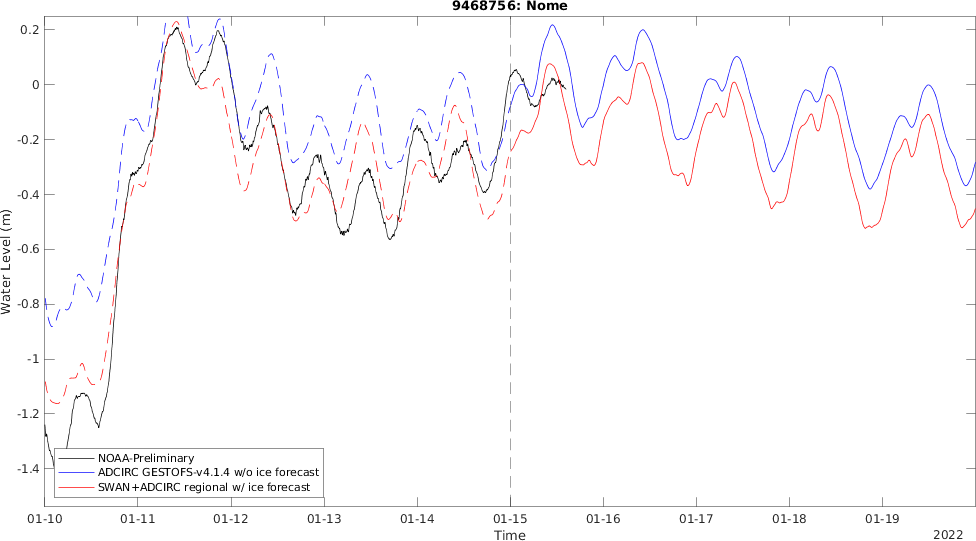 9468756: Nome
0.2
0
-0.2
-0.4
-0.6
-0.8
-1
-1.2
-1.4
Water Level (m)
NOAA-Preliminary
ADCIRC GESTOFS-v4.1.4 w/o ice forecast
SWAN+ADCIRC regional w/ ice forecast
01-10 01-11 01-12 01-13 01-14 01-15 01-16 01-17 01-18 01-19
Time
2022